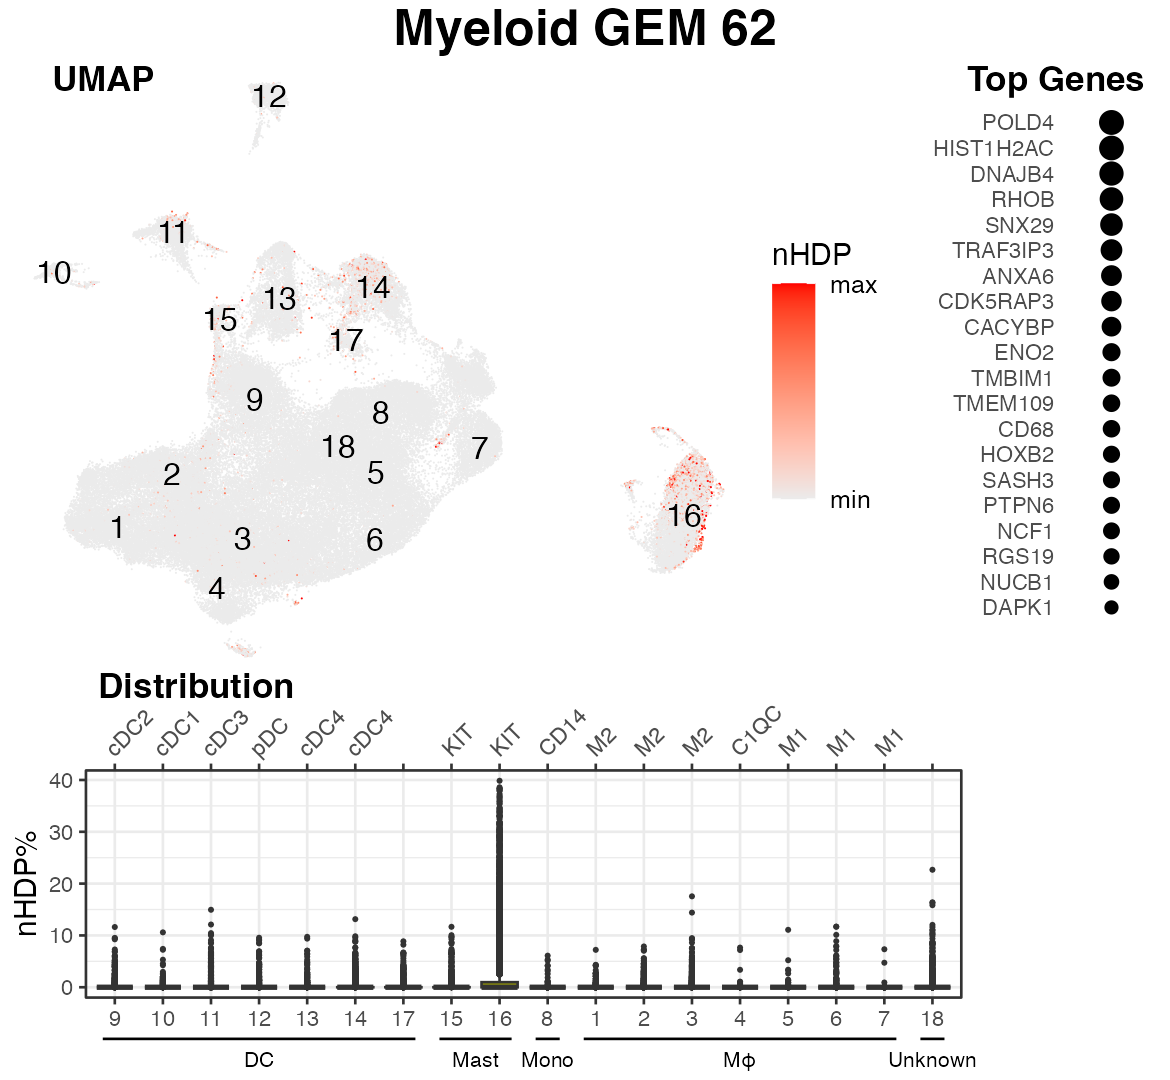 Myeloid GEM 62
UMAP
12
11
10
13
14
15
17
9
8
18
7
2
5
1
3
6
4
16
nHDP
max
min
Top Genes
POLD4
HIST1H2AC
DNAJB4
RHOB
SNX29
TRAF3IP3
ANXA6
CDK5RAP3
CACYBP
ENO2
TMBIM1
TMEM109
CD68
HOXB2
SASH3
PTPN6
NCF1
RGS19
NUCB1
DAPK1
Distribution
cDC2 cDC1 cDC3 pDC cDC4 cDC4 KIT KIT CD14 M2 M2 M2 C1QC M1 M1 M1
nHDP%
40
30
20
10
0
9 10 11 12 13 14 17 15 16 8 1 2 3 4 5 6 7 18
DC Mast Mono Mφ Unknown